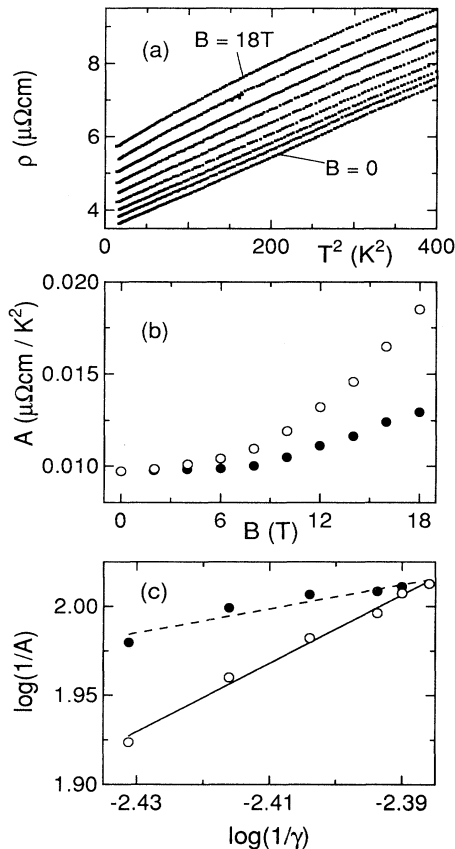 (a)
B = 18T
8
ρ (μΩcm)
6
B = 0
4
0
200
400
T² (K²)
0.020
(b)
A (μΩcm / K²)
0.015
0.010
0
6
12
18
B (T)
(c)
2.00
log(1/A)
1.95
1.90
-2.43
-2.41
-2.39
log(1/γ)